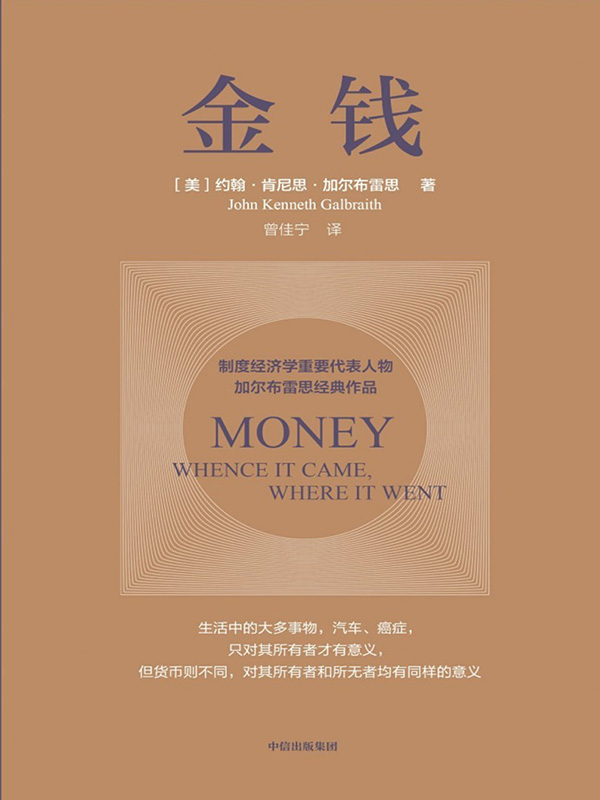 金钱
[美]约翰·肯尼思·加尔布雷思 著
John Kenneth Galbraith
曾佳宁 译
制度经济学重要代表人物
加尔布雷思经典作品
MONEY
WHENCE IT CAME,
WHERE IT WENT
生活中的大多事物，汽车、癌症，
只对其所有者才有意义，
但货币则不同，对其所有者和所无者均有同样的意义
中信出版集团